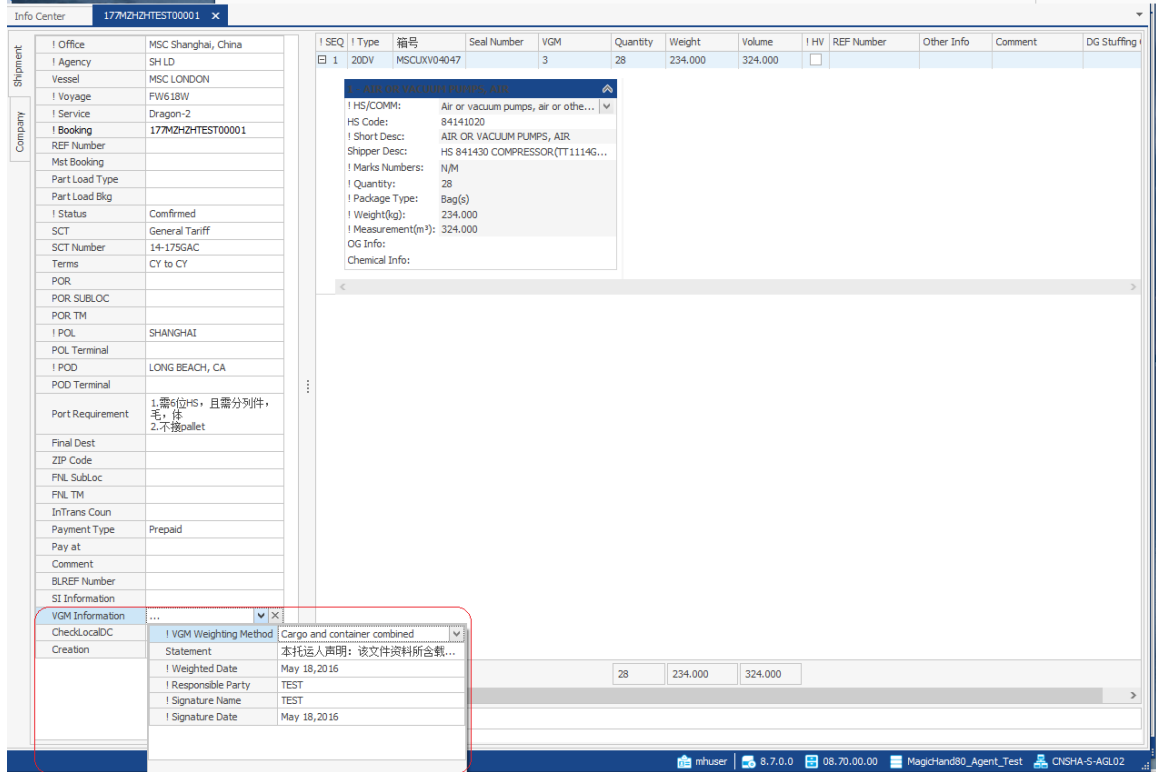 Info Center
177MZHZHTEST00001 ×
Shipment
Company
! Office MSC Shanghai, China
! Agency SH LD
Vessel MSC LONDON
! Voyage FW618W
! Service Dragon-2
! Booking 177MZHZHTEST00001
REF Number
Mst Booking
Part Load Type
Part Load Bkg
! Status Comfirmed
SCT General Tariff
SCT Number 14-175GAC
Terms CY to CY
POR
POR SUBLOC
POR TM
! POL SHANGHAI
POL Terminal
! POD LONG BEACH, CA
POD Terminal
Port Requirement
1.需6位HS，且需分列件，
毛，体
2.不接pallet
Final Dest
ZIP Code
FNL SubLoc
FNL TM
InTrans Coun
Payment Type Prepaid
Pay at
Comment
BLREF Number
SI Information
VGM Information ...
CheckLocalDC
Creation
! VGM Weighting Method Cargo and container combined
Statement 本托运人声明：该文件资料所含载...
! Weighted Date May 18,2016
! Responsible Party TEST
! Signature Name TEST
! Signature Date May 18,2016
! SEQ ! Type 箱号 Seal Number VGM Quantity Weight Volume ! HV REF Number Other Info Comment DG Stuffing
1 20DV MSCUXV04047 3 28 234.000 324.000
! HS/COMM: Air or vacuum pumps, air or othe...
HS Code: 84141020
! Short Desc: AIR OR VACUUM PUMPS, AIR
Shipper Desc: HS 841430 COMPRESSOR(TT1114G...
! Marks Numbers: N/M
! Quantity: 28
! Package Type: Bag(s)
! Weight(kg): 234.000
! Measurement(m³): 324.000
OG Info:
Chemical Info:
28 234.000 324.000
mhuser 8.7.0.0 08.70.00.00 MagicHand80_Agent_Test CNSHA-S-AGL02